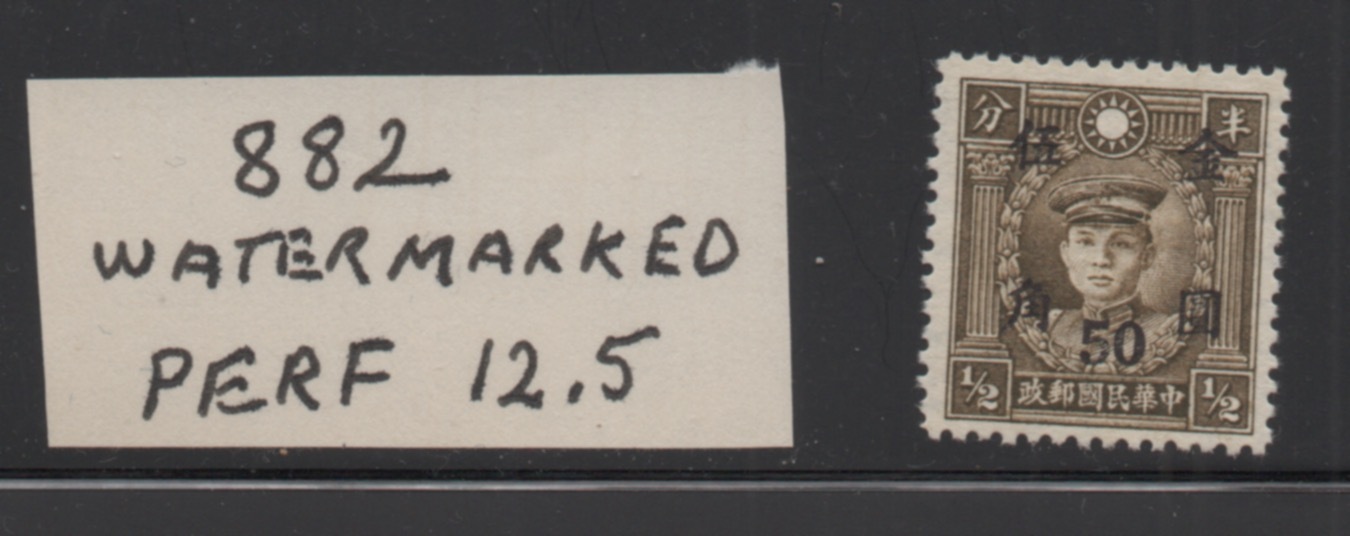 882
WATERMARKED
PERF 12.5
分 半
伍 金
角 圓
50
½ 政郵國民華中 ½